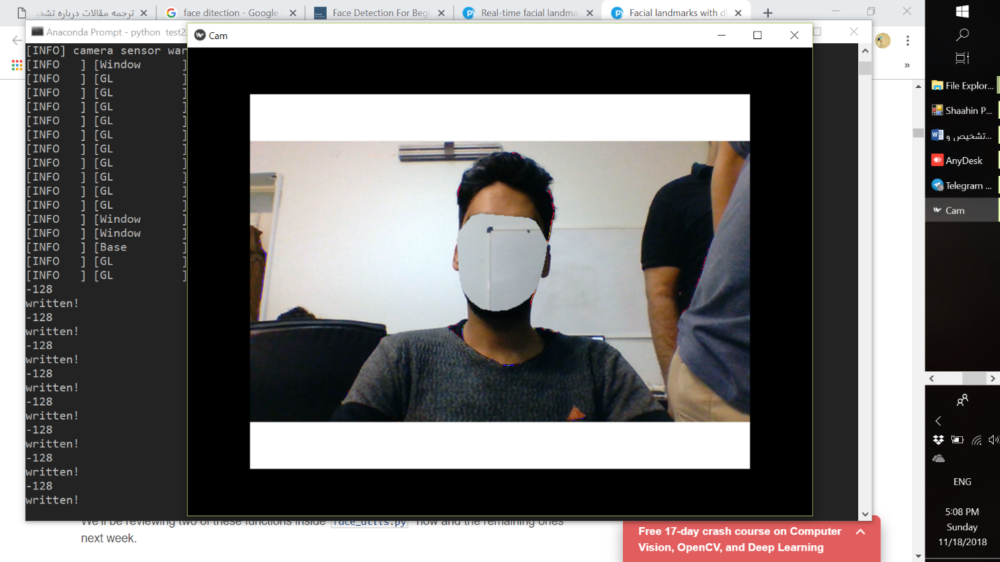 ترجمه مقالات درباره تشخی
face ditection - Google
Face Detection For Begi
Real-time facial landma
Facial landmarks with dl
Anaconda Prompt - python test2.
Cam
[INFO] camera sensor war
[INFO ] [Window ]
[INFO ] [GL ]
[INFO ] [GL ]
[INFO ] [GL ]
[INFO ] [GL ]
[INFO ] [GL ]
[INFO ] [GL ]
[INFO ] [GL ]
[INFO ] [GL ]
[INFO ] [GL ]
[INFO ] [GL ]
[INFO ] [Window ]
[INFO ] [Window ]
[INFO ] [Base ]
[INFO ] [GL ]
[INFO ] [GL ]
-128
written!
-128
written!
-128
written!
-128
written!
-128
written!
-128
written!
-128
written!
-128
written!
We'll be reviewing two of these functions inside face_utils.py now and the remaining ones
next week.
Free 17-day crash course on Computer
Vision, OpenCV, and Deep Learning
File Explor...
Shaahin P...
تشخیص و...
AnyDesk
Telegram ...
Cam
ENG
5:08 PM
Sunday
11/18/2018